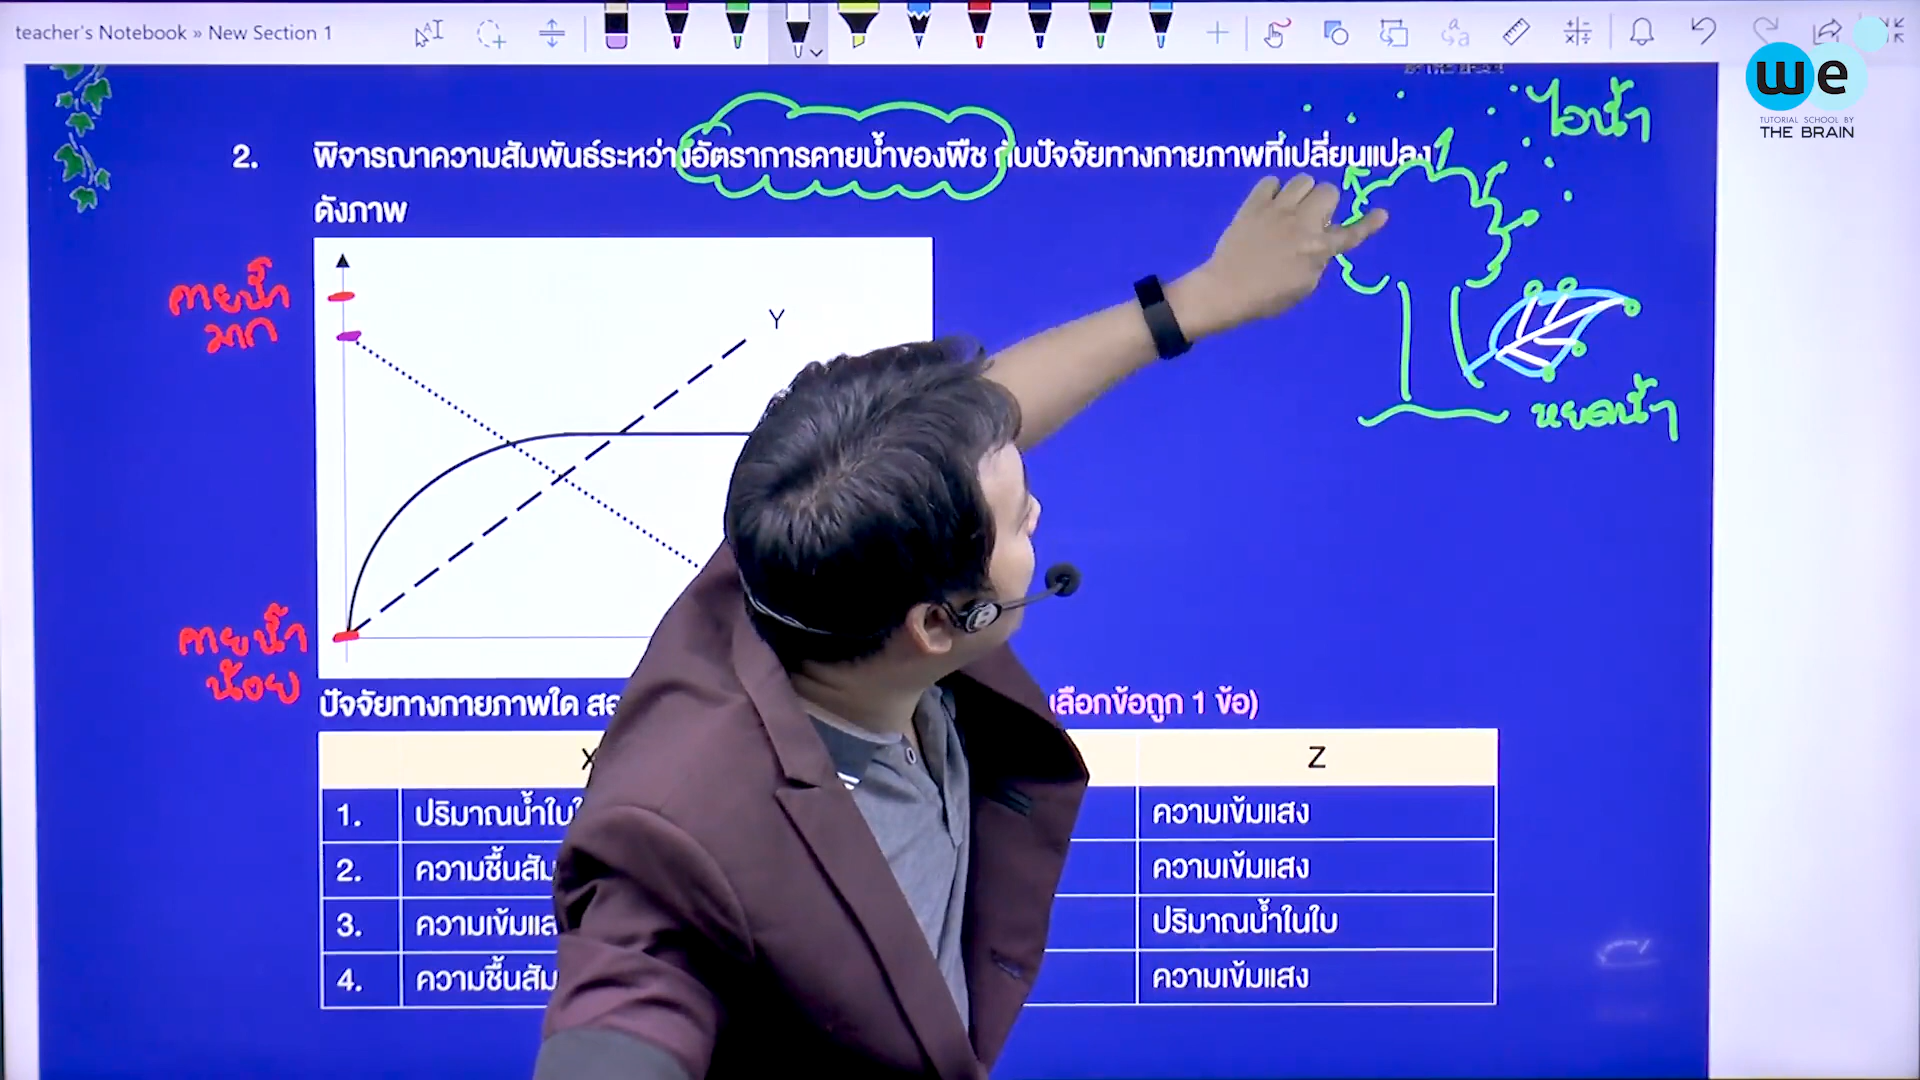 teacher's Notebook » New Section 1
we
TUTORIAL SCHOOL BY
THE BRAIN
ไอน้ำ
2. พิจารณาความสัมพันธ์ระหว่างอัตราการคายน้ำของพืช กับปัจจัยทางกายภาพที่เปลี่ยนแปลง
ดังภาพ
คายน้ำ
มาก
Y
หยดน้ำ
คายน้ำ
น้อย
ปัจจัยทางกายภาพใด เลือกข้อถูก 1 ข้อ)
X Z
1. ปริมาณน้ำในใ ความเข้มแสง
2. ความชื้นสัม ความเข้มแสง
3. ความเข้มแส ปริมาณน้ำในใบ
4. ความชื้นสัม ความเข้มแสง